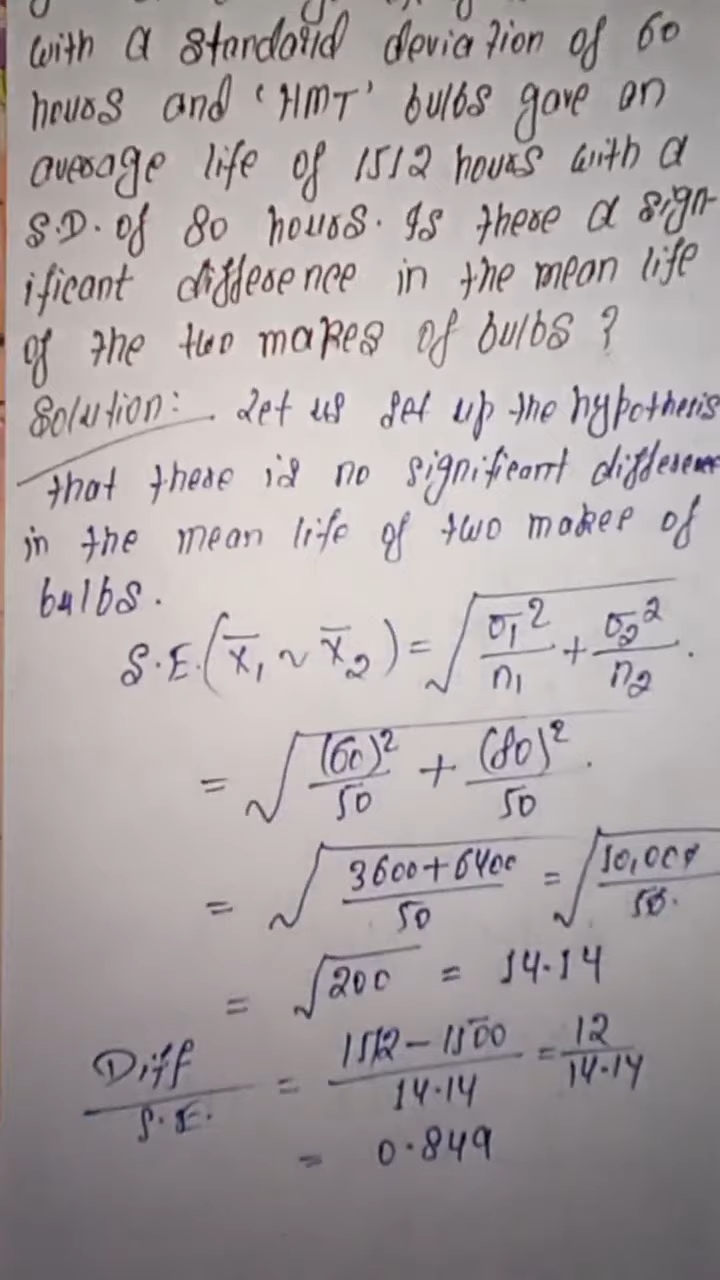 with a standard deviation of 60
hours and 'HMT' bulbs gave an
average life of 1512 hours with a
S.D. of 80 hours. Is there a sign-
ificant difference in the mean life
of the two makes of bulbs ?
Solution: Let us set up the hypothesis
that there is no significant difference
in the mean life of two makes of
bulbs.
S.E.(x̄₁ ~ x̄₂) = √(σ₁²/n₁ + σ₂²/n₂).
= √((60)²/50 + (80)²/50).
= √((3600+6400)/50) = √(10,000/50).
= √200 = 14.14
Diff/S.E. = (1512 – 1500)/14.14 = 12/14.14
= 0.849